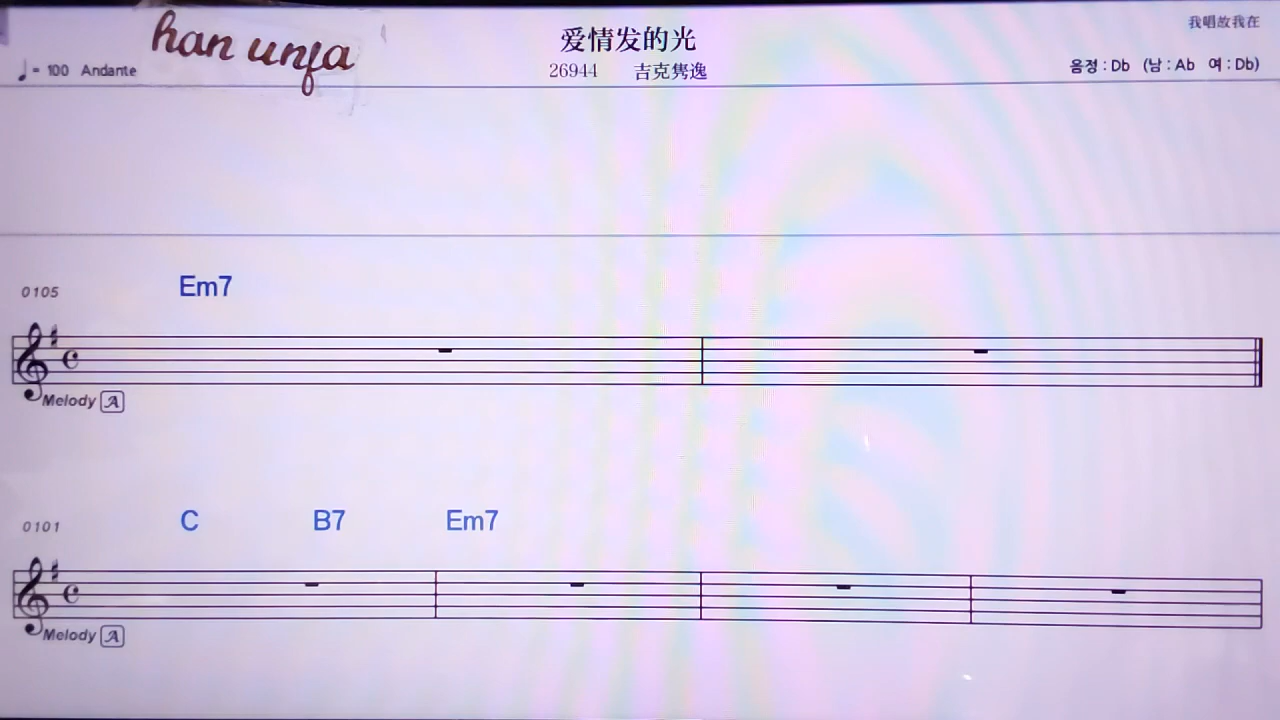 han unfa
爱情发的光
我唱故我在
♩= 100 Andante
26944 吉克隽逸
음정 : Db (남 : Ab 여 : Db)
0105
Em7
Melody A
0101
C B7 Em7
Melody A